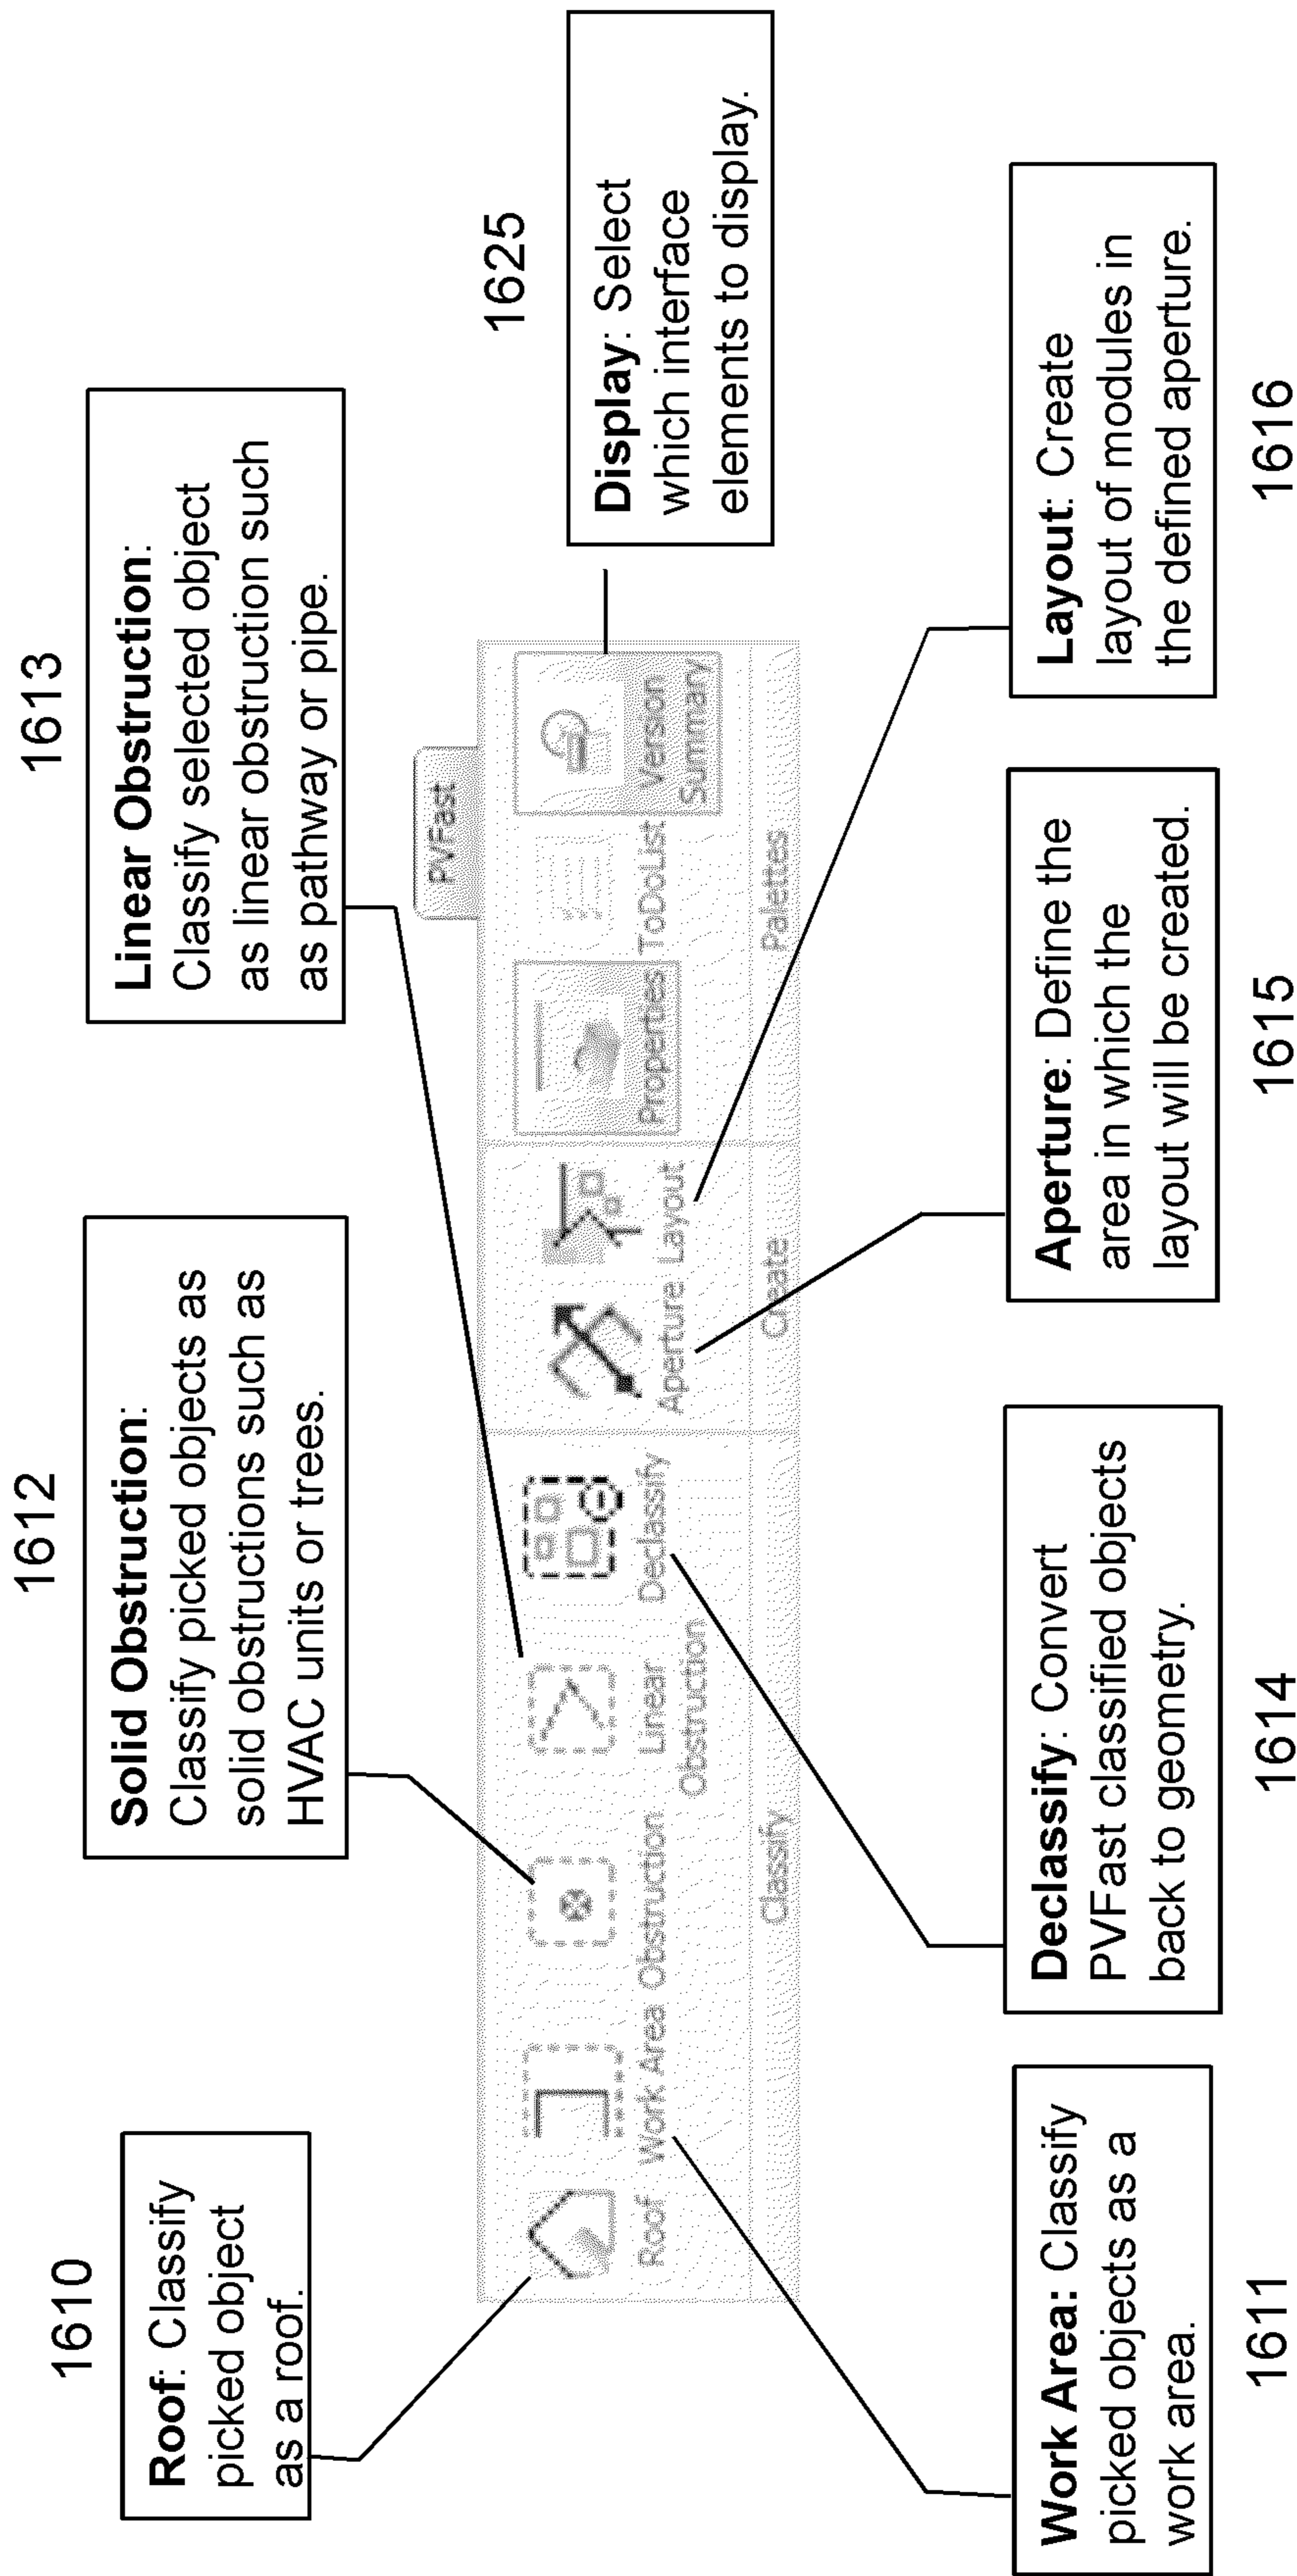 1610
Roof: Classify
picked object
as a roof.
1612
Solid Obstruction:
Classify picked objects as
solid obstructions such as
HVAC units or trees.
1613
Linear Obstruction:
Classify selected object
as linear obstruction such
as pathway or pipe.
1625
Display: Select
which interface
elements to display.
PVFast
Roof
Work Area
Obstruction
Linear
Obstruction
Declassify
Aperture
Layout
Properties
ToDoList
Version
Summary
Classify
Create
Palettes
Work Area: Classify
picked objects as a
work area.
1611
Declassify: Convert
PVFast classified objects
back to geometry.
1614
Aperture: Define the
area in which the
layout will be created.
1615
Layout: Create
layout of modules in
the defined aperture.
1616